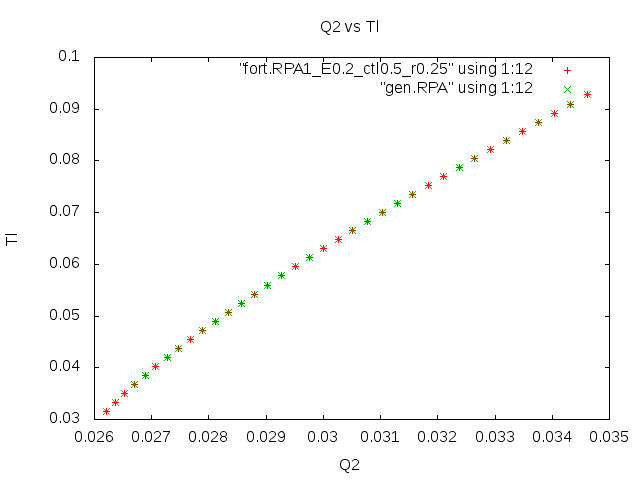 Q2 vs Tl
"fort.RPA1_E0.2_ctl0.5_r0.25" using 1:12
"gen.RPA" using 1:12
0.1
0.09
0.08
0.07
0.06
0.05
0.04
0.03
Tl
0.026 0.027 0.028 0.029 0.03 0.031 0.032 0.033 0.034 0.035
Q2